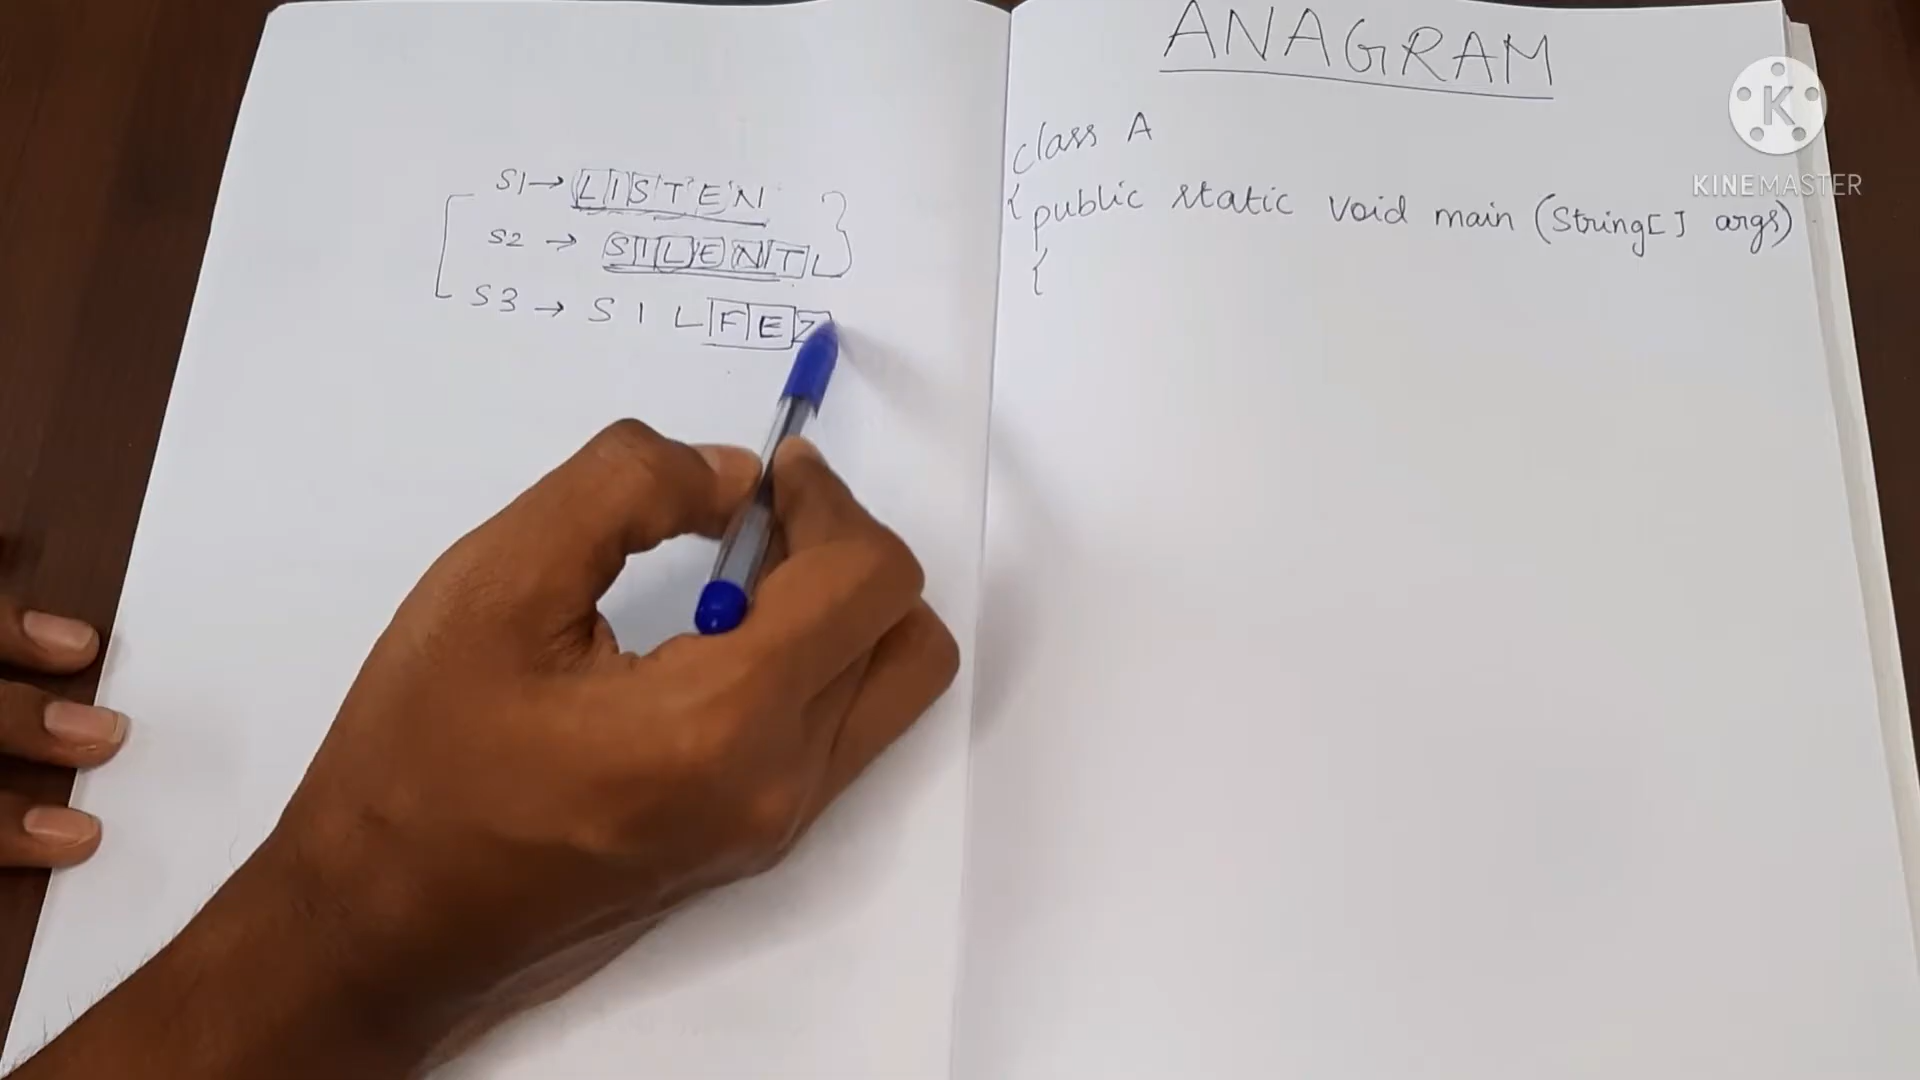 S1→ LISTEN
S2 → SILENT L
S3 → SILFEZ
ANAGRAM
class A
{ public static void main (String[] args)
{
K
KINEMASTER